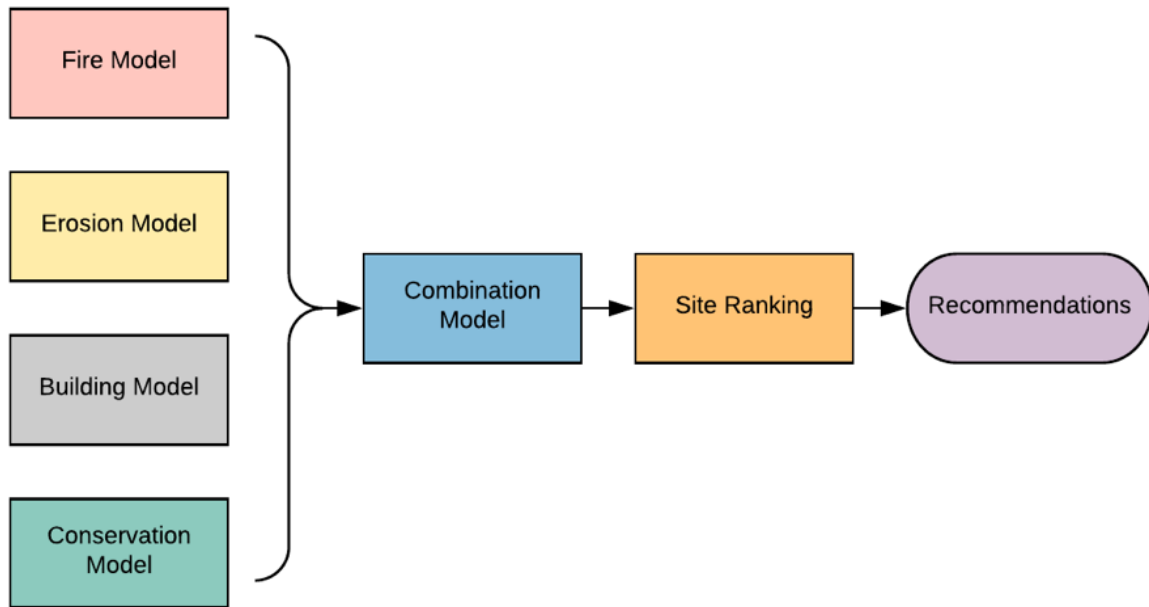 Fire Model
Erosion Model
Building Model
Conservation
Model
Combination
Model
Site Ranking
Recommendations